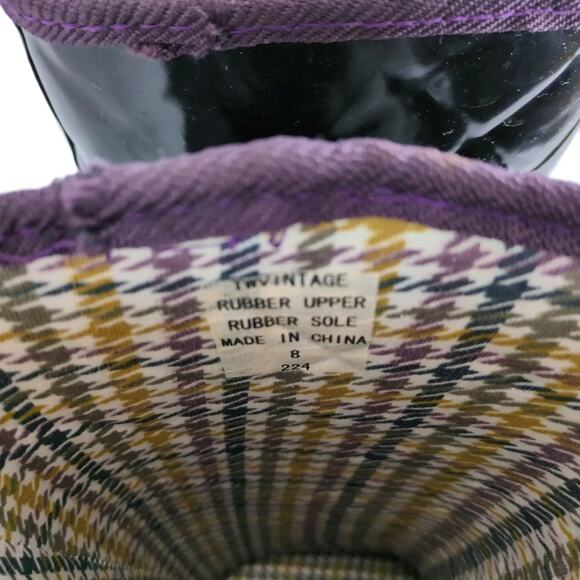 TWVINTAGE
RUBBER UPPER
RUBBER SOLE
MADE IN CHINA
8
224